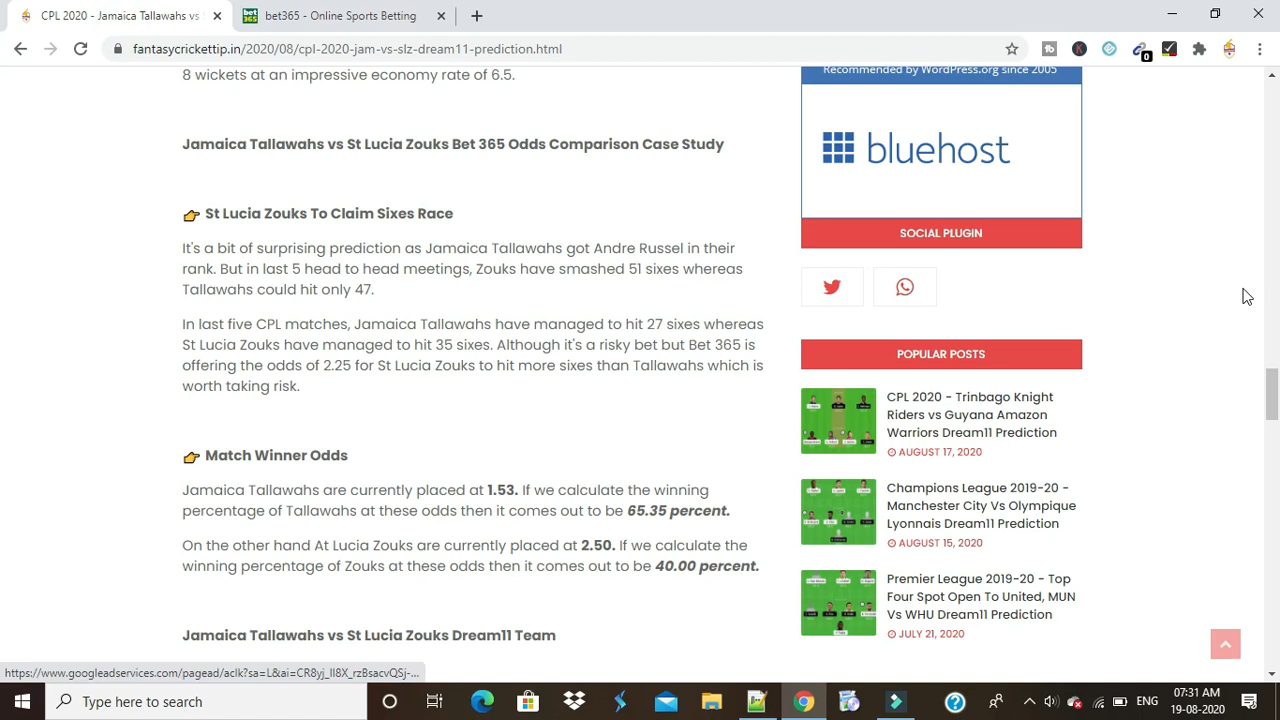 CPL 2020 - Jamaica Tallawahs vs
bet365 - Online Sports Betting
fantasycrickettip.in/2020/08/cpl-2020-jam-vs-slz-dream11-prediction.html
0
8 wickets at an impressive economy rate of 6.5.
Jamaica Tallawahs vs St Lucia Zouks Bet 365 Odds Comparison Case Study
St Lucia Zouks To Claim Sixes Race
It's a bit of surprising prediction as Jamaica Tallawahs got Andre Russel in their
rank. But in last 5 head to head meetings, Zouks have smashed 51 sixes whereas
Tallawahs could hit only 47.
In last five CPL matches, Jamaica Tallawahs have managed to hit 27 sixes whereas
St Lucia Zouks have managed to hit 35 sixes. Although it's a risky bet but Bet 365 is
offering the odds of 2.25 for St Lucia Zouks to hit more sixes than Tallawahs which is
worth taking risk.
Match Winner Odds
Jamaica Tallawahs are currently placed at 1.53. If we calculate the winning
percentage of Tallawahs at these odds then it comes out to be 65.35 percent.
On the other hand At Lucia Zouks are currently placed at 2.50. If we calculate the
winning percentage of Zouks at these odds then it comes out to be 40.00 percent.
Jamaica Tallawahs vs St Lucia Zouks Dream11 Team
Recommended by WordPress.org since 2005
bluehost
SOCIAL PLUGIN
POPULAR POSTS
CPL 2020 - Trinbago Knight
Riders vs Guyana Amazon
Warriors Dream11 Prediction
AUGUST 17, 2020
Champions League 2019-20 -
Manchester City Vs Olympique
Lyonnais Dream11 Prediction
AUGUST 15, 2020
Premier League 2019-20 - Top
Four Spot Open To United, MUN
Vs WHU Dream11 Prediction
JULY 21, 2020
https://www.googleadservices.com/pagead/aclk?sa=L&ai=CR8yj_lI8X_rzBsacvQSj-...
Type here to search
ENG
07:31 AM
19-08-2020